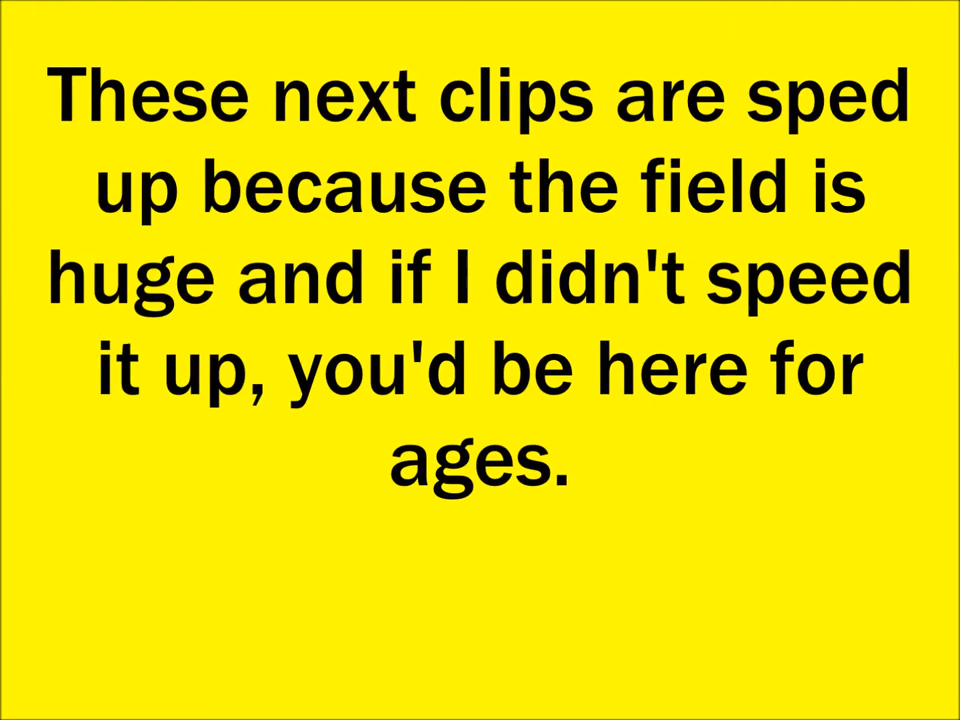 These next clips are sped
up because the field is
huge and if I didn't speed
it up, you'd be here for
ages.